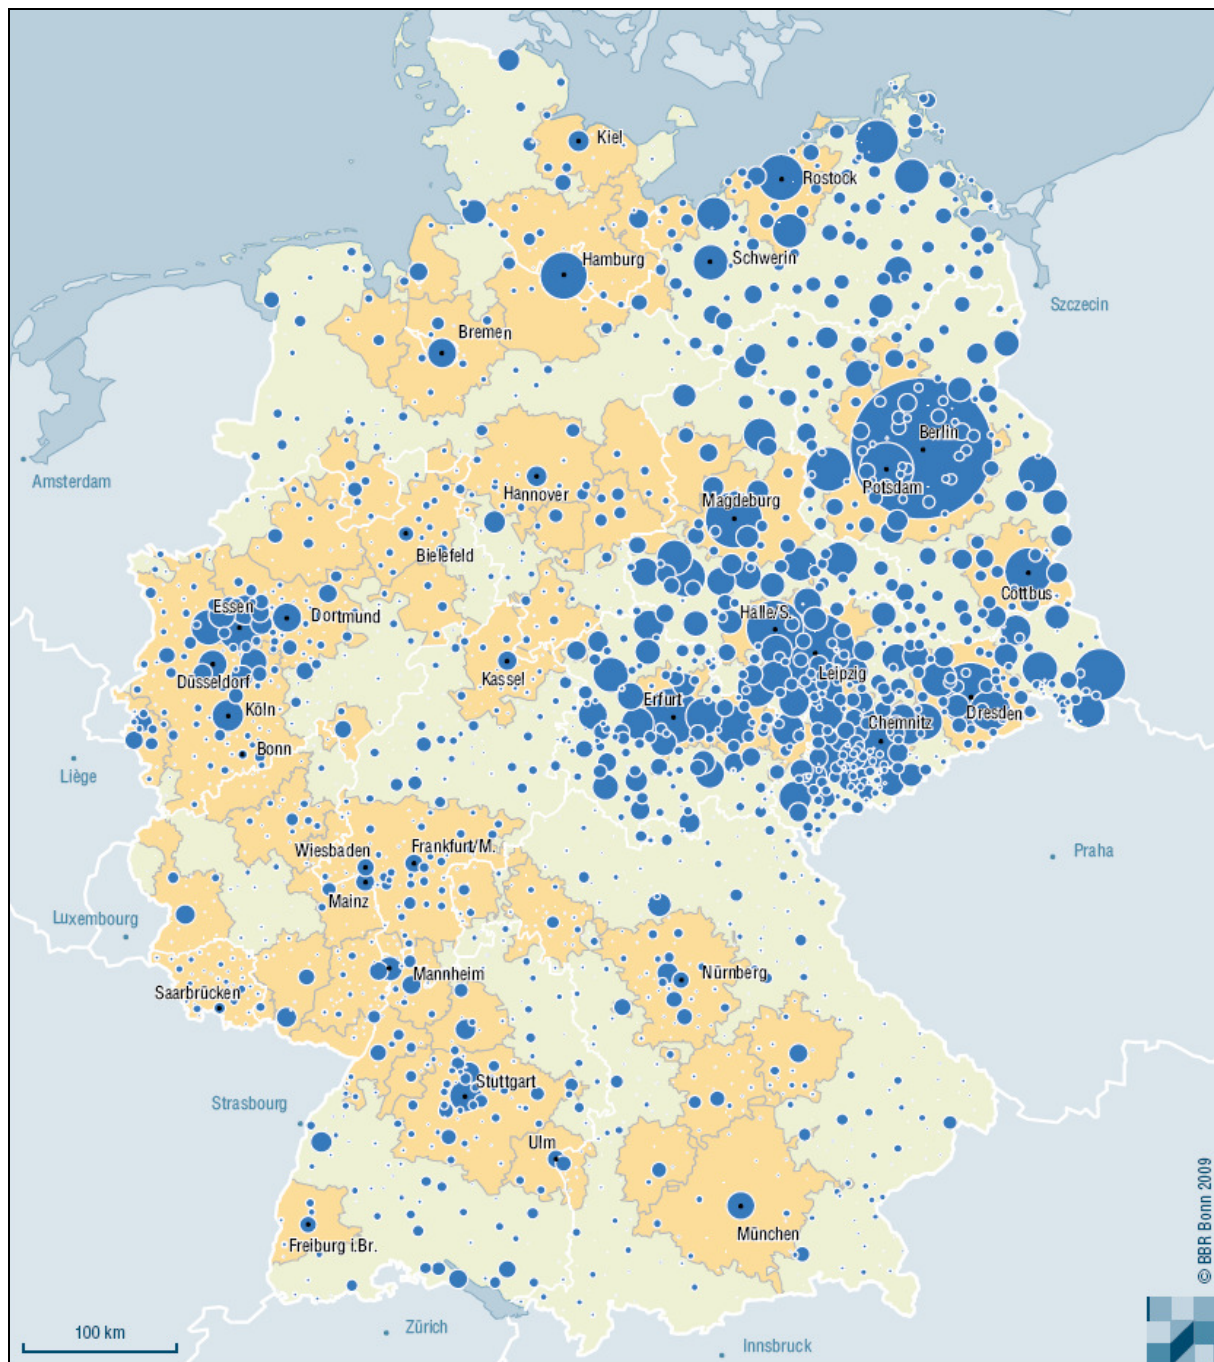 Kiel
Rostock
Hamburg
Schwerin
Szczecin
Bremen
Berlin
Amsterdam
Hannover
Potsdam
Magdeburg
Bielefeld
Cottbus
Essen
Dortmund
Halle/S.
Düsseldorf
Kassel
Leipzig
Erfurt
Köln
Chemnitz
Dresden
Bonn
Liège
Wiesbaden
Frankfurt/M.
Praha
Mainz
Luxembourg
Mannheim
Nürnberg
Saarbrücken
Stuttgart
Strasbourg
Ulm
München
Freiburg i.Br.
© BBR Bonn 2009
100 km
Zürich
Innsbruck